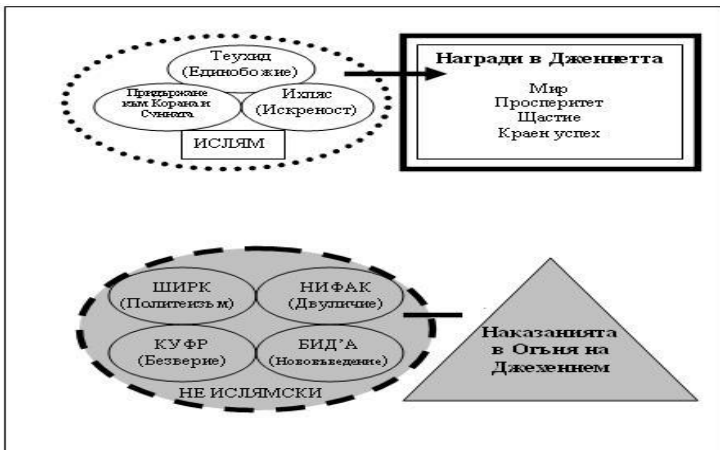 Теухид
(Единобожие)
Придържане
към Корана и
Сунната
Ихляс
(Искреност)
ИСЛЯМ
Награди в Дженнетта
Мир
Просперитет
Щастие
Краен успех
ШИРК
(Политеизъм)
НИФАК
(Двуличие)
КУФР
(Безверие)
БИД'А
(Нововъведение)
НЕ ИСЛЯМСКИ
Наказанията
в Огъня на
Джехеннем